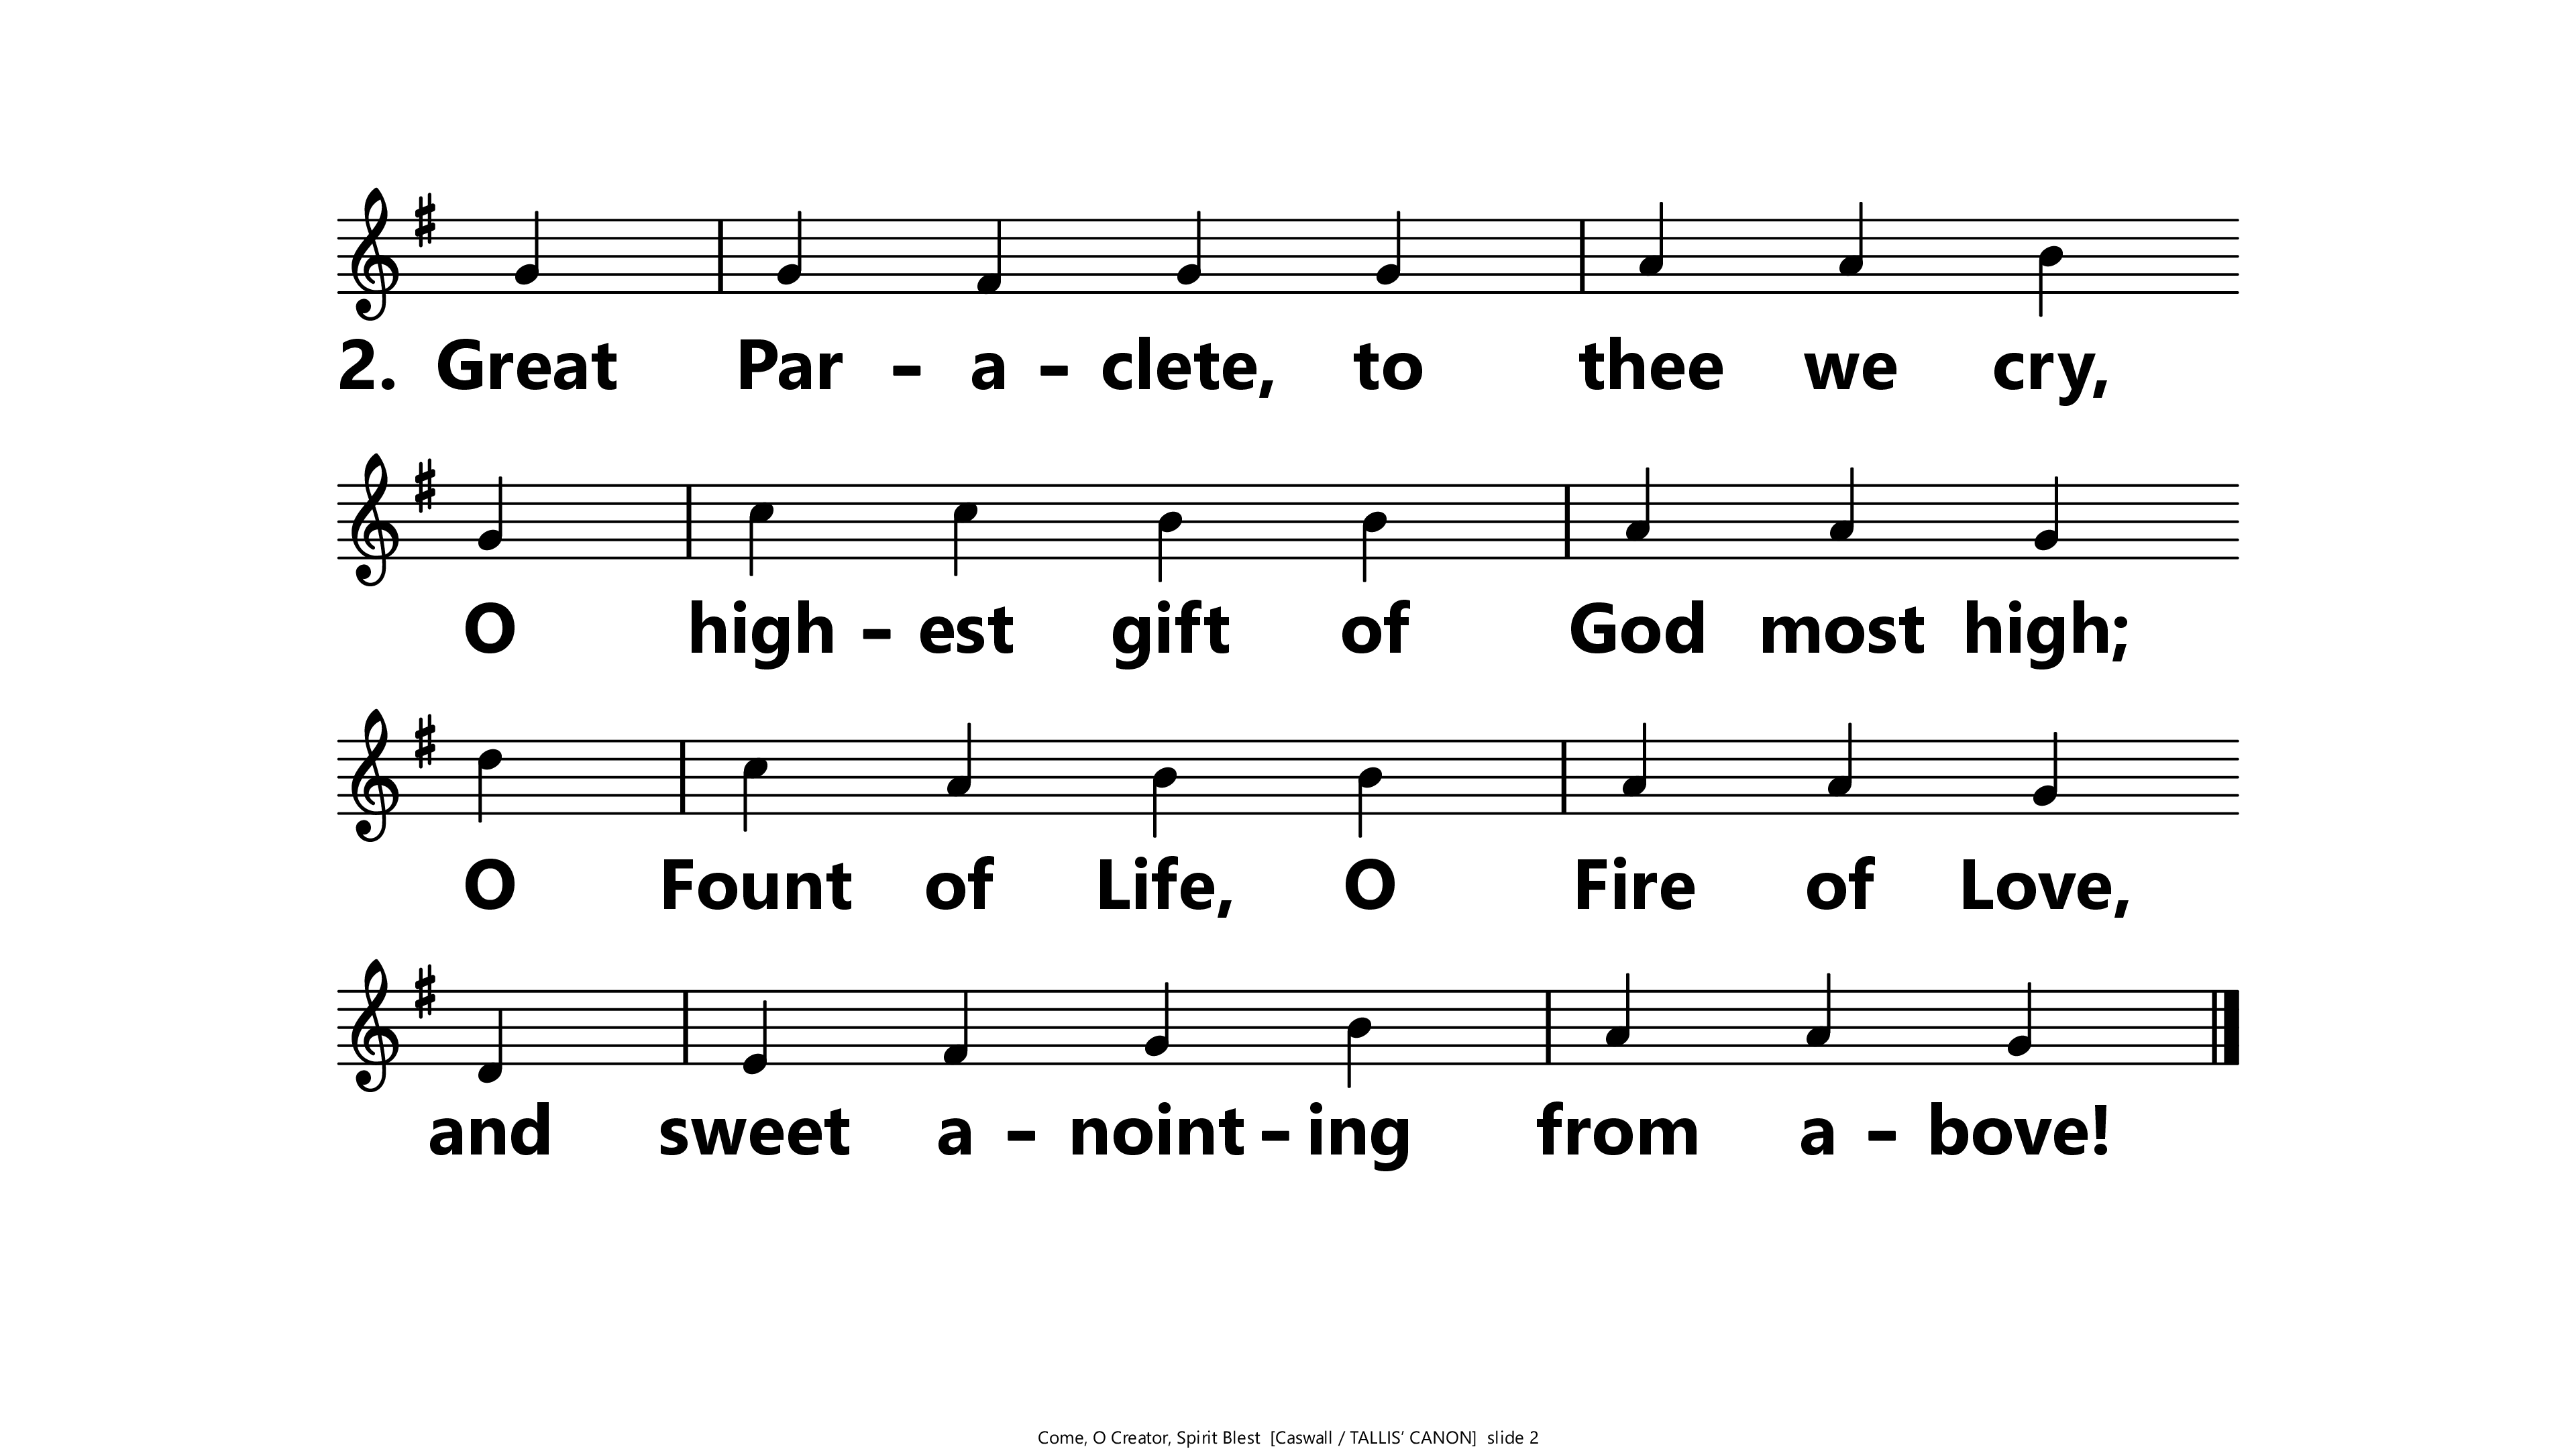 2. Great Par - a - clete, to thee we cry,
O high - est gift of God most high;
O Fount of Life, O Fire of Love,
and sweet a - noint - ing from a - bove!
Come, O Creator, Spirit Blest [Caswall / TALLIS’ CANON] slide 2